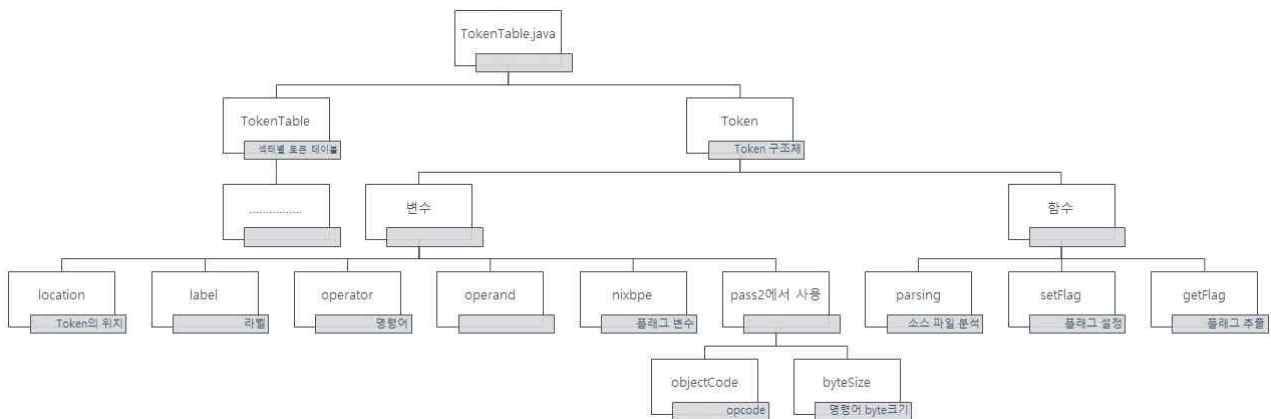 TokenTable.java
TokenTable
섹터별 토큰 테이블
Token
Token 구조체
................
변수
함수
location
Token의 위치
label
라벨
operator
명령어
operand
nixbpe
플래그 변수
pass2에서 사용
parsing
소스 파일 분석
setFlag
플래그 설정
getFlag
플래그 추출
objectCode
opcode
byteSize
명령어 byte크기